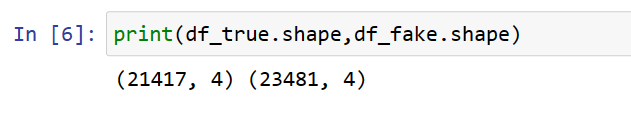 In [6]: print(df_true.shape,df_fake.shape)
(21417, 4) (23481, 4)